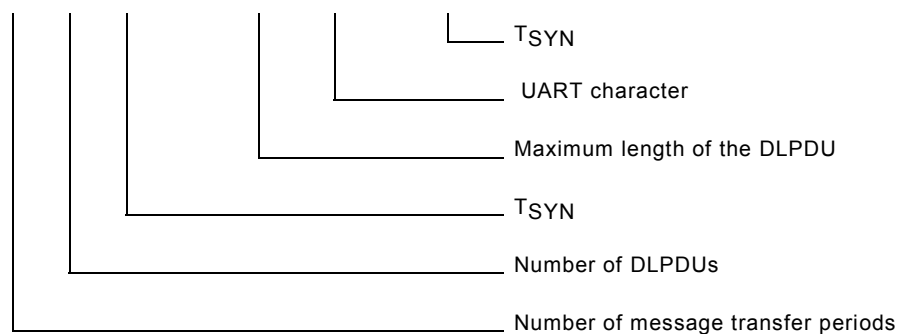 TSYN
UART character
Maximum length of the DLPDU
TSYN
Number of DLPDUs
Number of message transfer periods